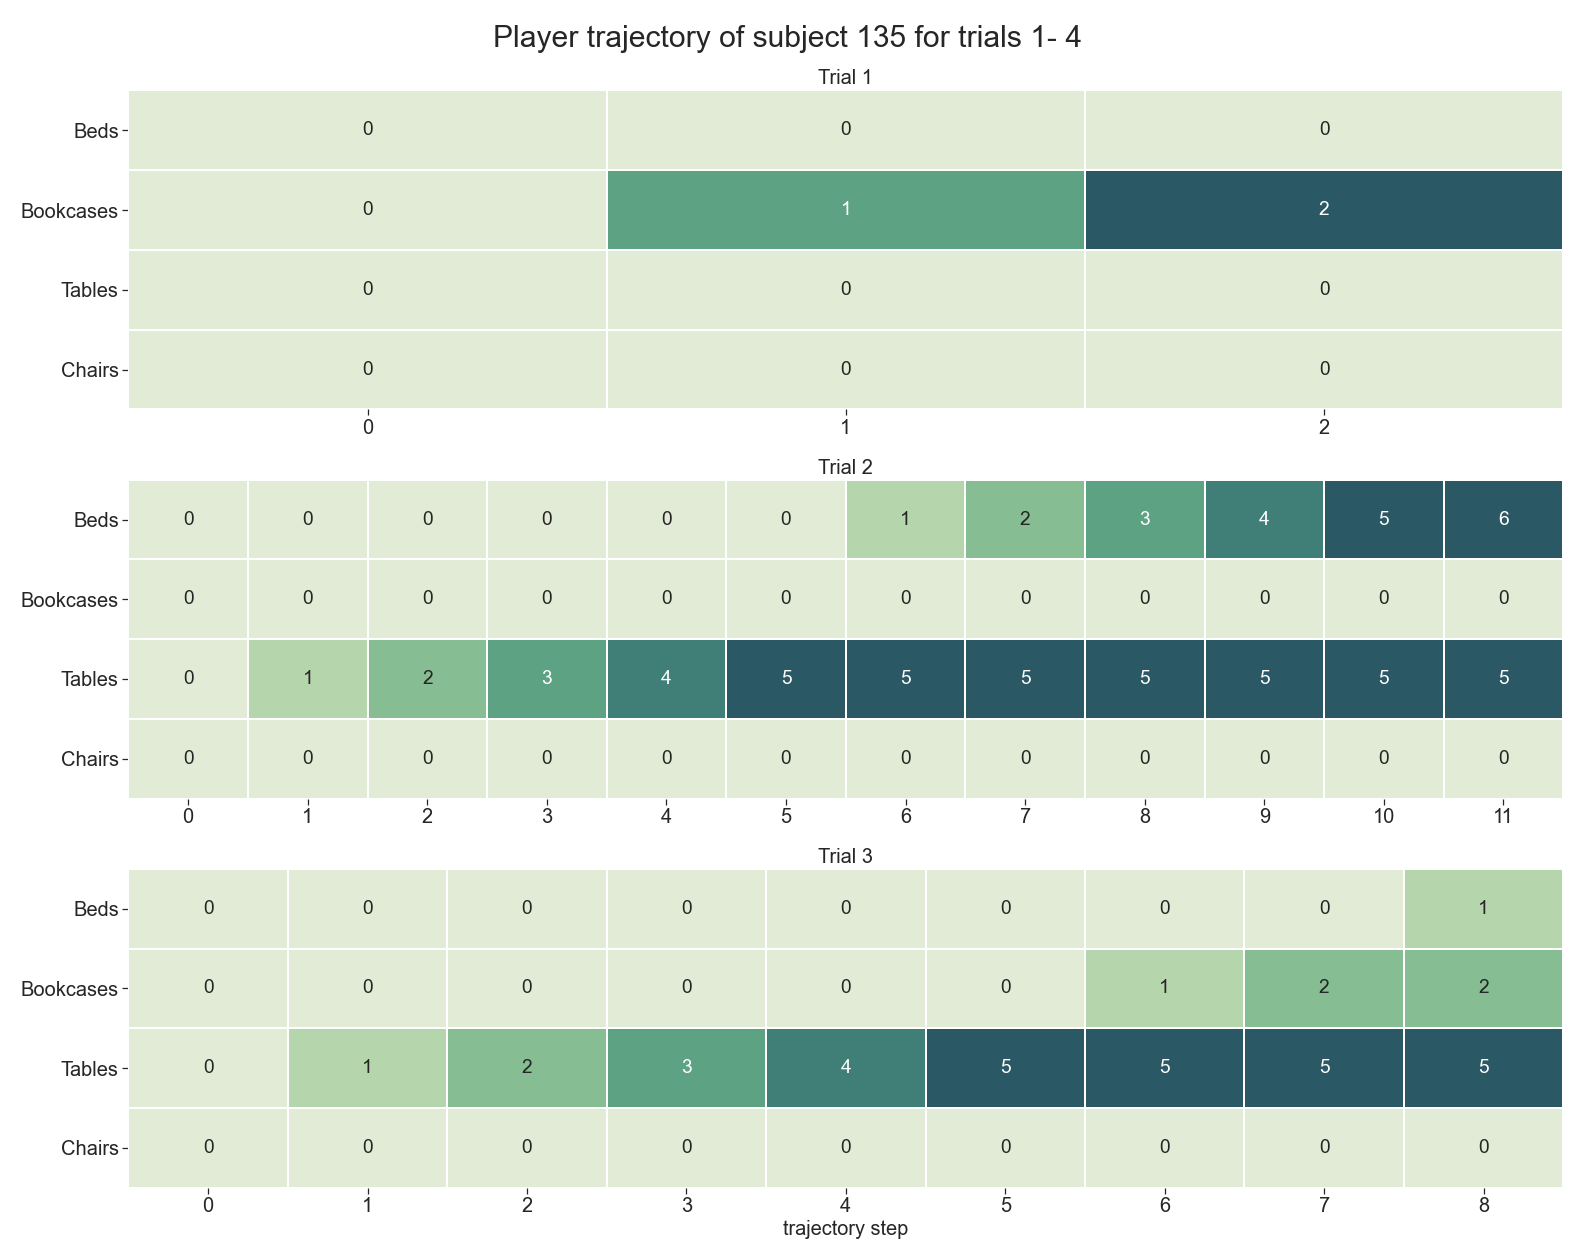 Player trajectory of subject 135 for trials 1- 4
Trial 1
Beds 0 0 0
Bookcases 0 1 2
Tables 0 0 0
Chairs 0 0 0
0 1 2
Trial 2
Beds 0 0 0 0 0 0 1 2 3 4 5 6
Bookcases 0 0 0 0 0 0 0 0 0 0 0 0
Tables 0 1 2 3 4 5 5 5 5 5 5 5
Chairs 0 0 0 0 0 0 0 0 0 0 0 0
0 1 2 3 4 5 6 7 8 9 10 11
Trial 3
Beds 0 0 0 0 0 0 0 0 1
Bookcases 0 0 0 0 0 0 1 2 2
Tables 0 1 2 3 4 5 5 5 5
Chairs 0 0 0 0 0 0 0 0 0
0 1 2 3 4 5 6 7 8
trajectory step